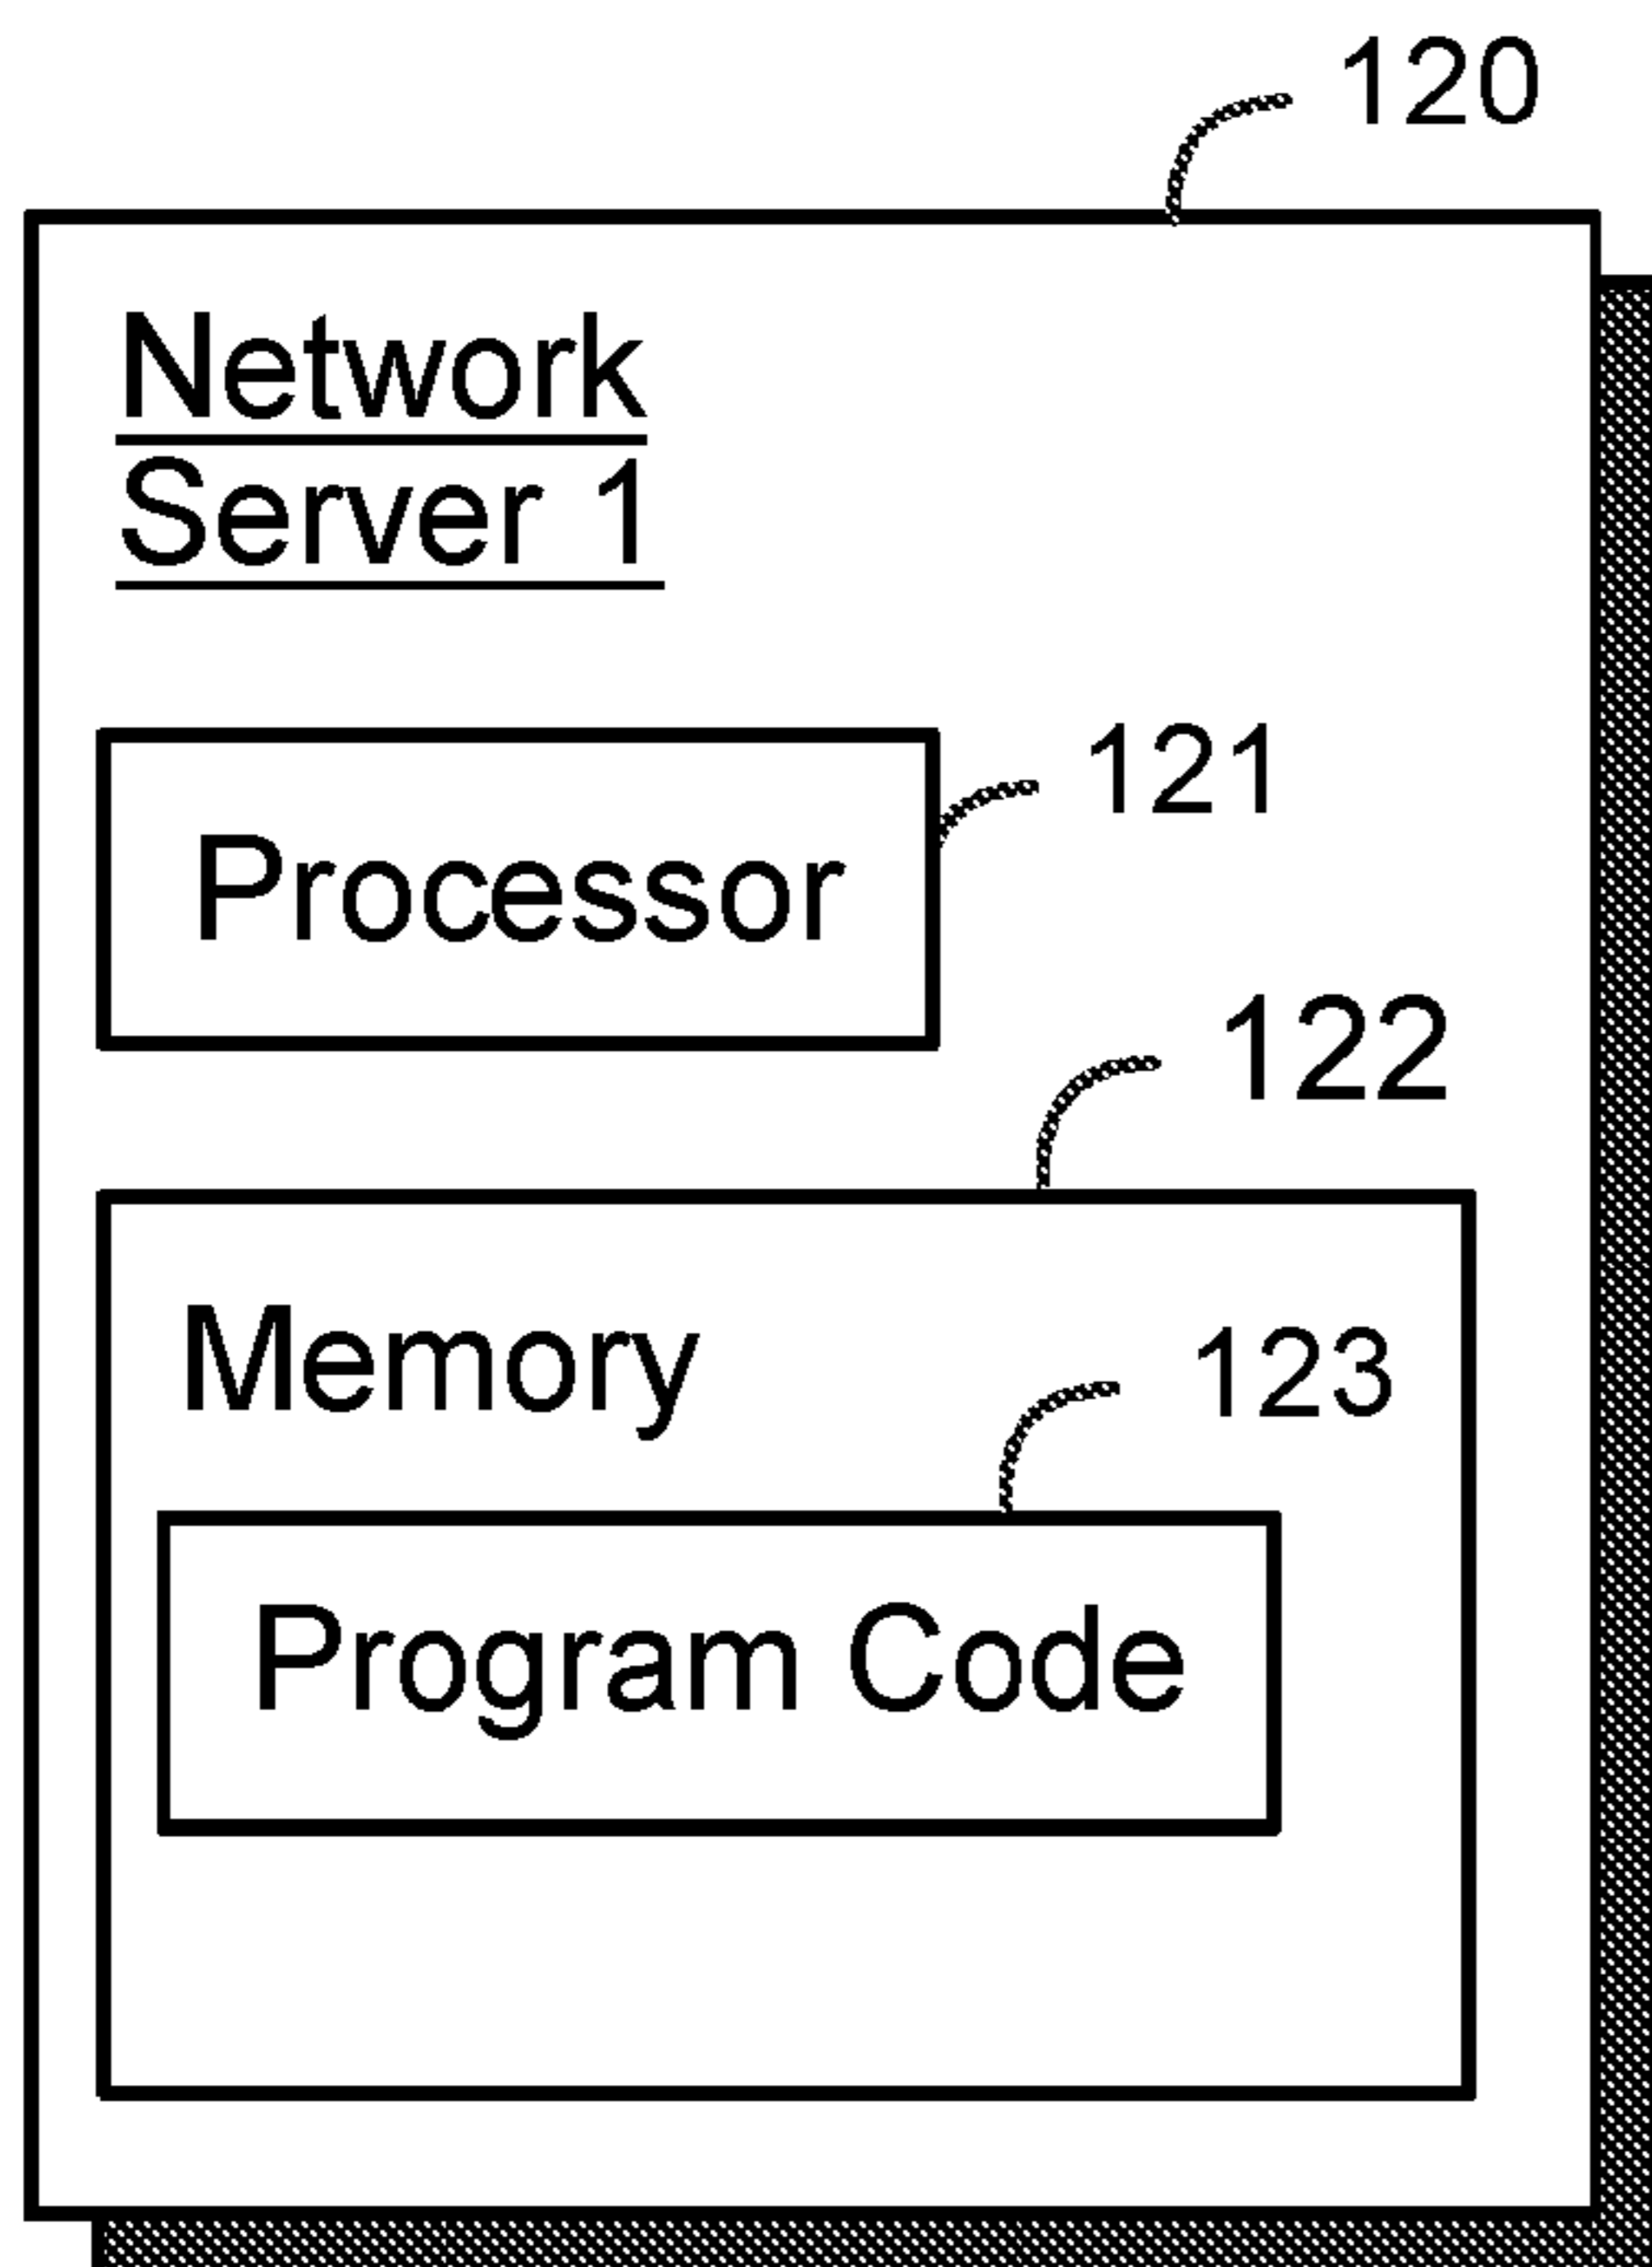 120
Network
Server 1
121
Processor
122
Memory
123
Program Code